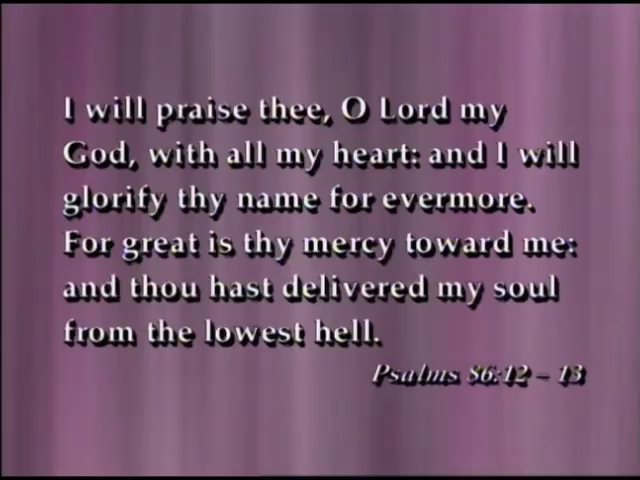 I will praise thee, O Lord my
God, with all my heart: and I will
glorify thy name for evermore.
For great is thy mercy toward me:
and thou hast delivered my soul
from the lowest hell.
Psalms 86:12 – 13